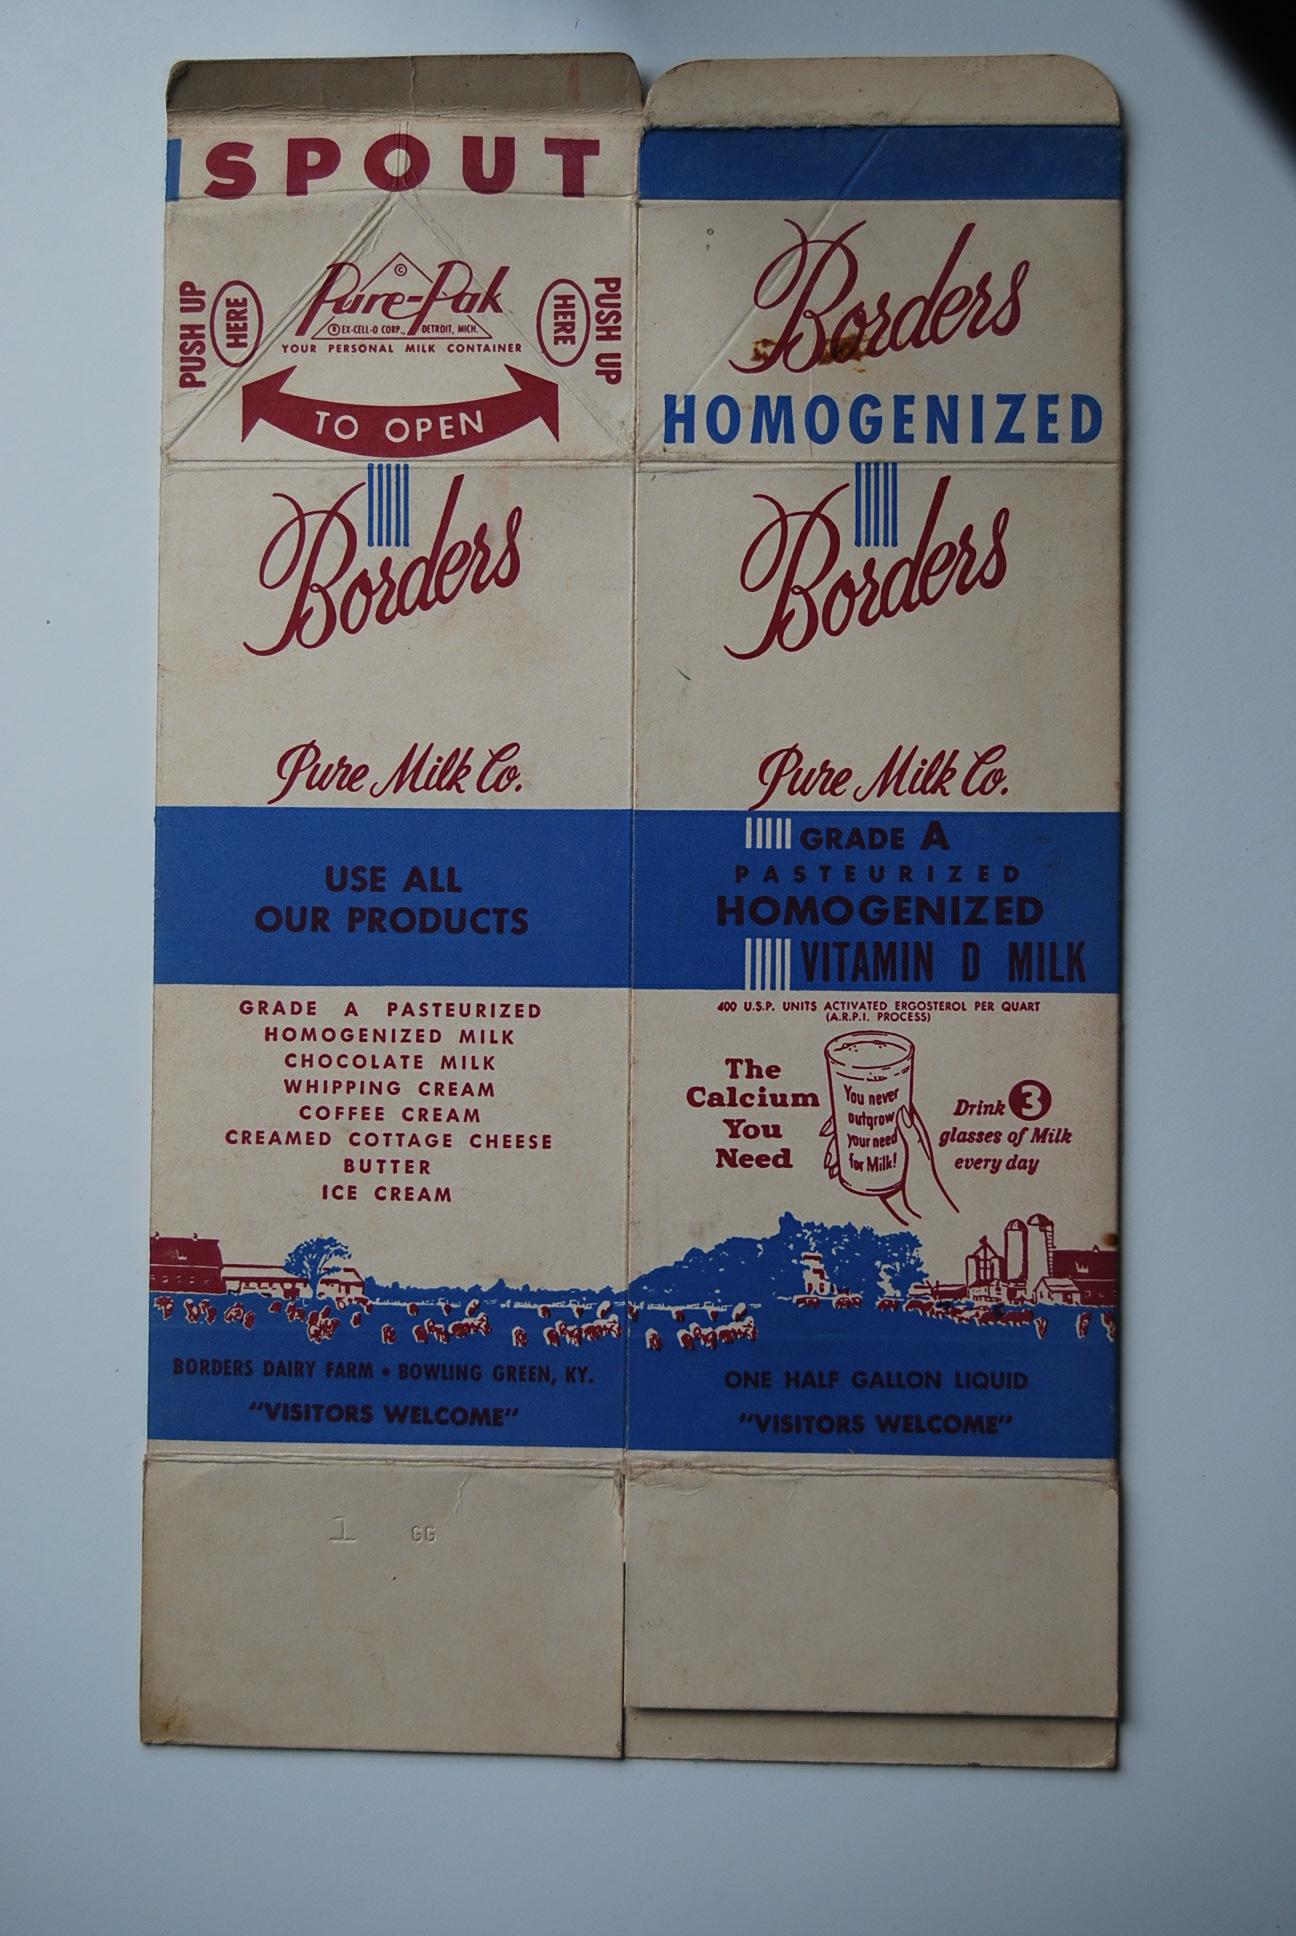 SPOUT
PUSH UP
HERE
©
Pure-Pak
® EX-CELL-O CORP., DETROIT, MICH.
YOUR PERSONAL MILK CONTAINER
HERE
PUSH UP
TO OPEN
Borders
Pure Milk Co.
USE ALL
OUR PRODUCTS
GRADE A PASTEURIZED
HOMOGENIZED MILK
CHOCOLATE MILK
WHIPPING CREAM
COFFEE CREAM
CREAMED COTTAGE CHEESE
BUTTER
ICE CREAM
BORDERS DAIRY FARM • BOWLING GREEN, KY.
"VISITORS WELCOME"
1 GG
Borders
HOMOGENIZED
Borders
Pure Milk Co.
GRADE A
PASTEURIZED
HOMOGENIZED
VITAMIN D MILK
400 U.S.P. UNITS ACTIVATED ERGOSTEROL PER QUART
(A.R.P.I. PROCESS)
The
Calcium
You
Need
You never
outgrow
your need
for Milk!
Drink 3
glasses of Milk
every day
ONE HALF GALLON LIQUID
"VISITORS WELCOME"